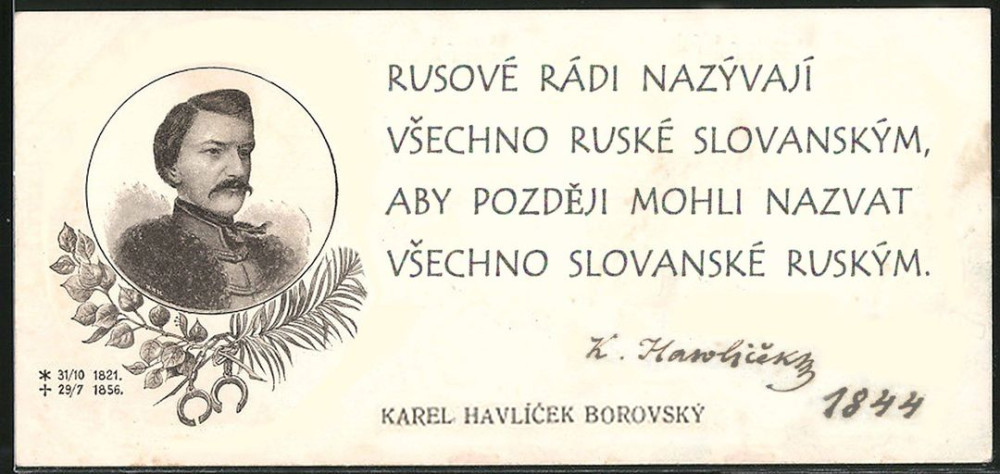 RUSOVÉ RÁDI NAZÝVAJÍ
VŠECHNO RUSKÉ SLOVANSKÝM,
ABY POZDĚJI MOHLI NAZVAT
VŠECHNO SLOVANSKÉ RUSKÝM.
K. Hawljček
1844
* 31/10 1821.
✝ 29/7 1856.
KAREL HAVLÍČEK BOROVSKÝ